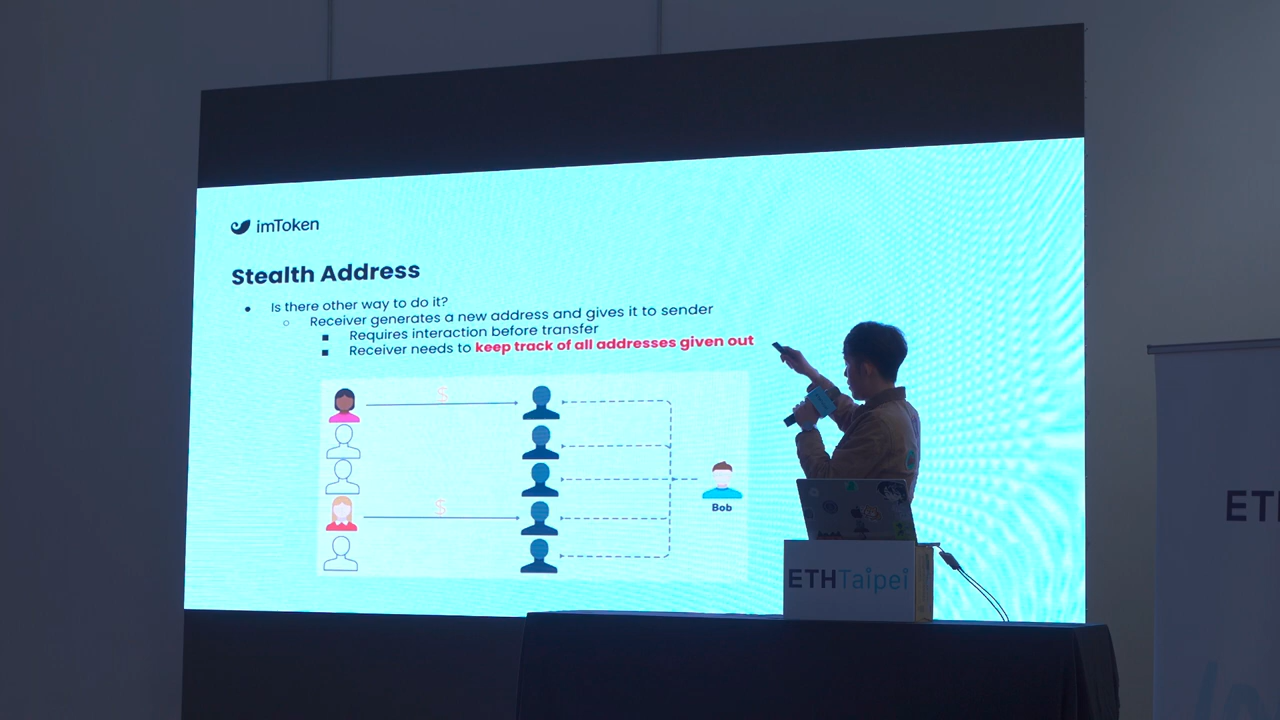 imToken
Stealth Address
Is there other way to do it?
Receiver generates a new address and gives it to sender
Requires interaction before transfer
Receiver needs to keep track of all addresses given out
$
$
Bob
ETHTaipei
ET